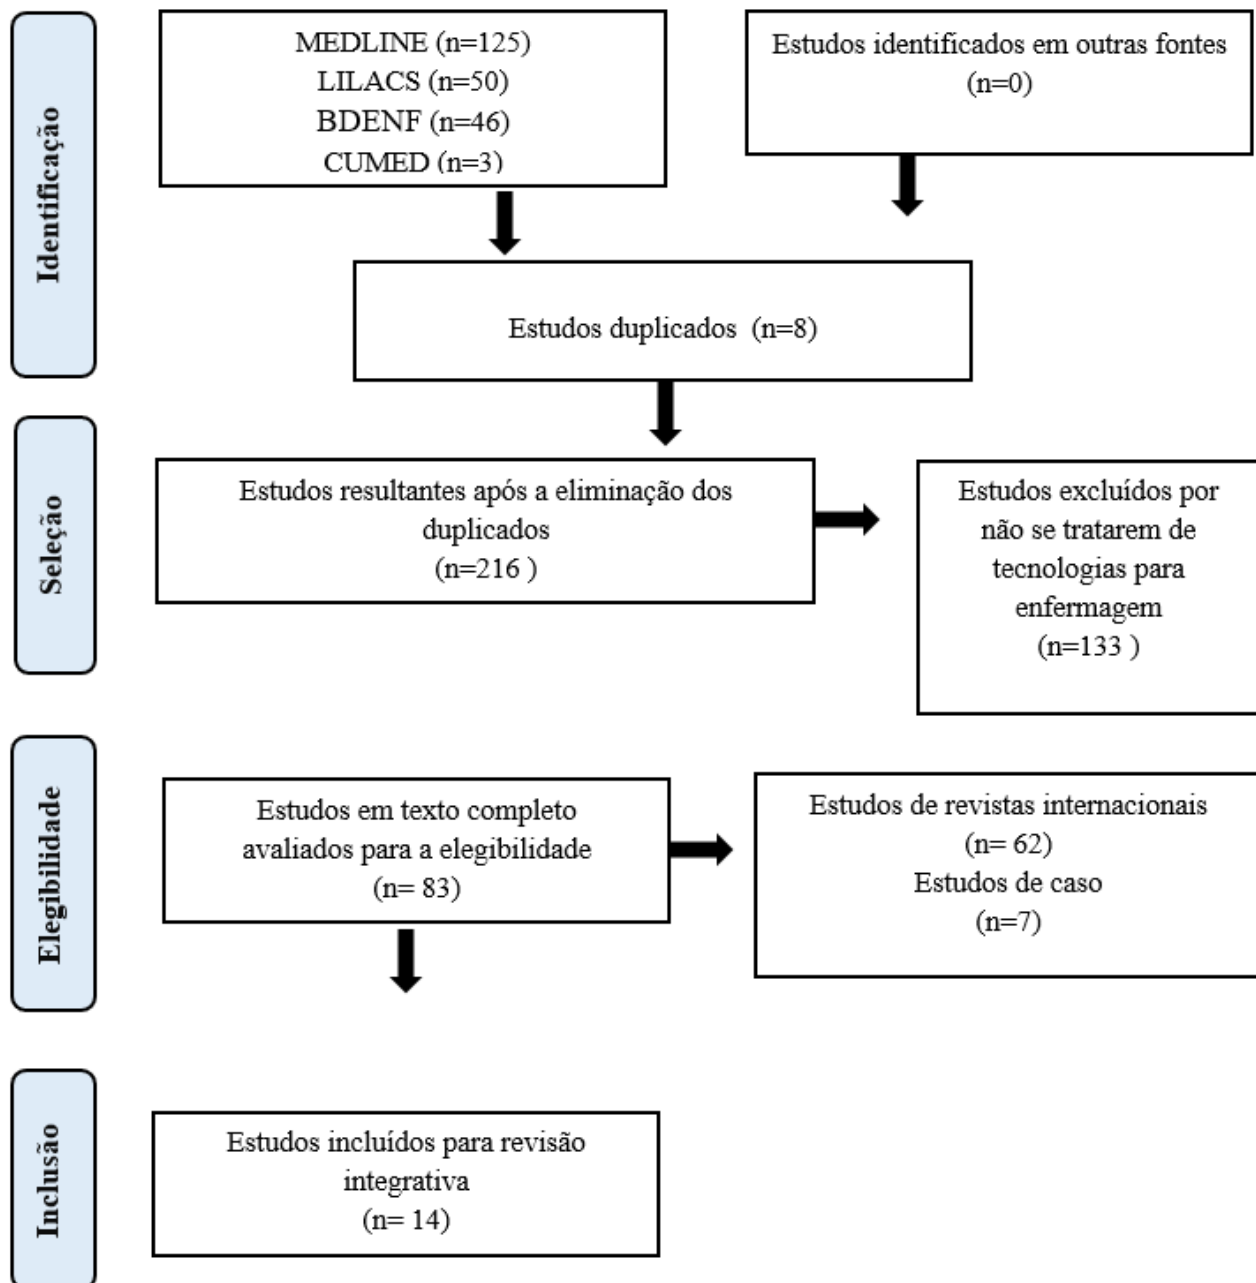 Identificação
MEDLINE (n=125)
LILACS (n=50)
BDENF (n=46)
CUMED (n=3)
Estudos identificados em outras fontes
(n=0)
Estudos duplicados (n=8)
Seleção
Estudos resultantes após a eliminação dos
duplicados
(n=216 )
Estudos excluídos por
não se tratarem de
tecnologias para
enfermagem
(n=133 )
Elegibilidade
Estudos em texto completo
avaliados para a elegibilidade
(n= 83)
Estudos de revistas internacionais
(n= 62)
Estudos de caso
(n=7)
Inclusão
Estudos incluídos para revisão
integrativa
(n= 14)